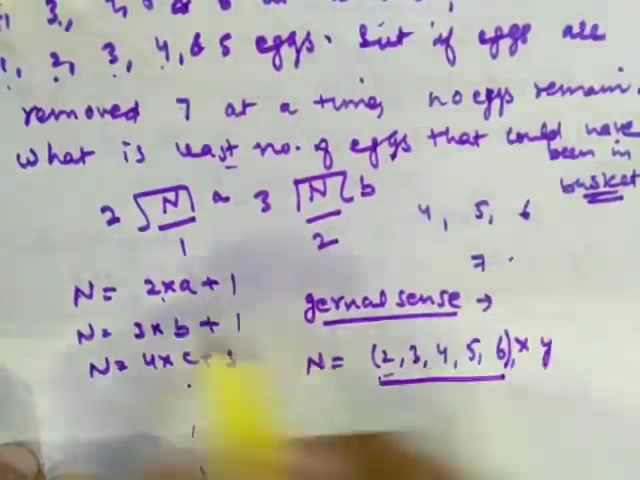 1, 2, 3, 4, & 5 eggs. But if eggs are
removed 7 at a time, no eggs remain.
What is least no. of eggs that could have
been in
basket
2 N a 3 N b 4, 5, 6
1 2 7.
N = 2×a + 1
gernal sense →
N = 3×b + 1
N = 4×c +
N = (2, 3, 4, 5, 6) × y